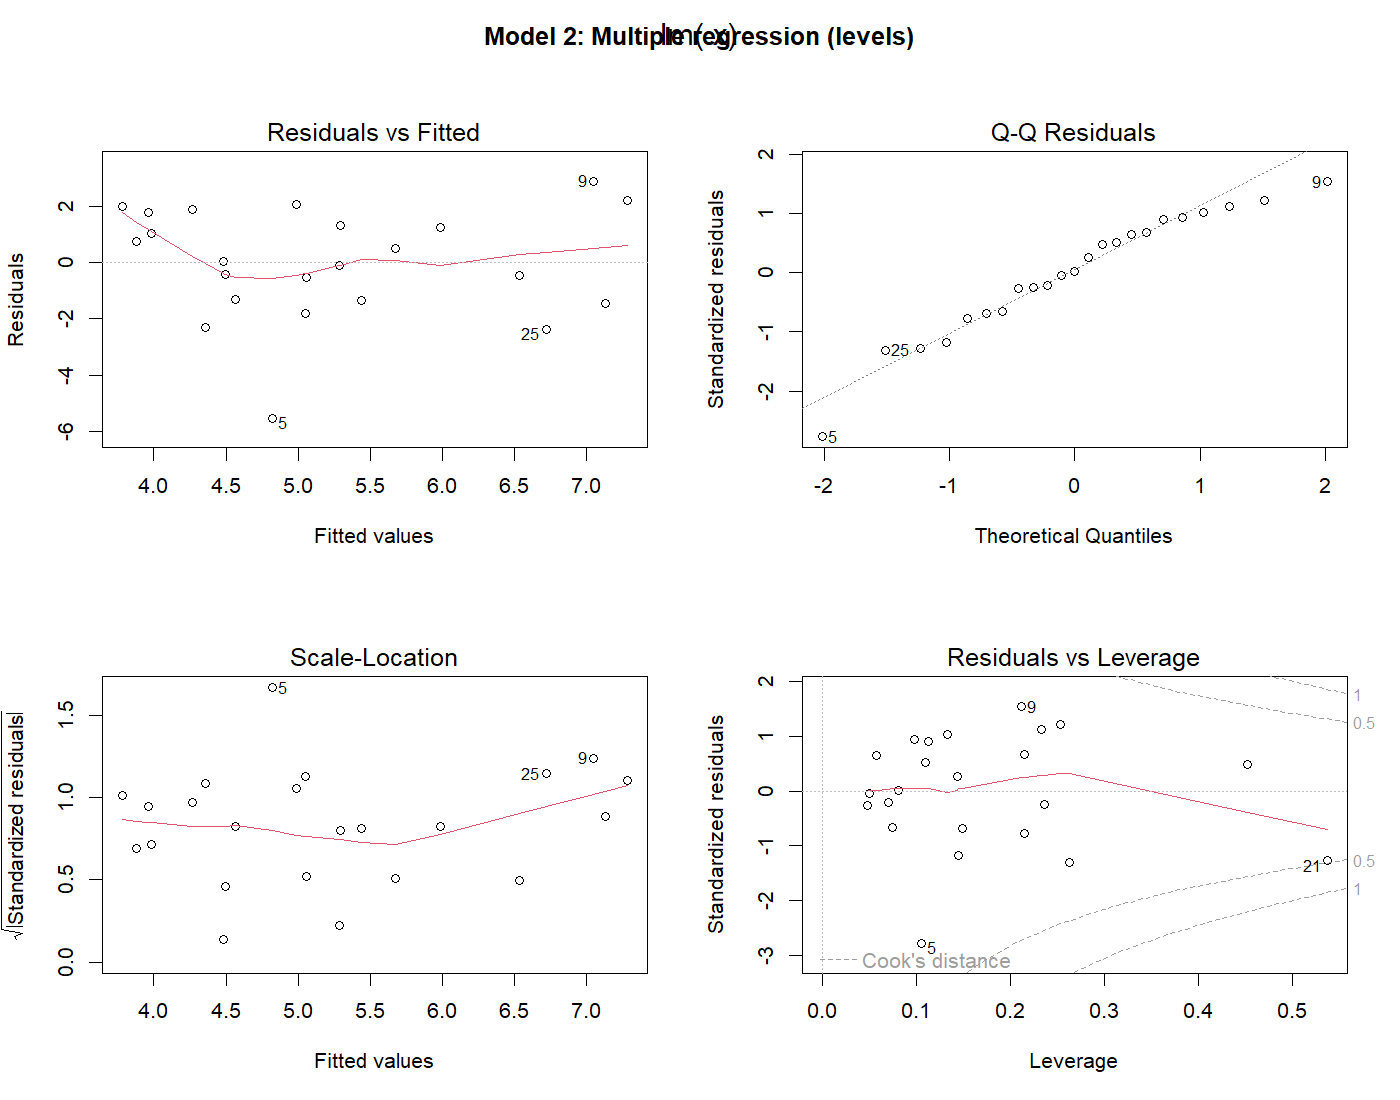 Model 2: Multiple regression (levels)
lm( x)
Residuals vs Fitted
Residuals
2
0
-2
-4
-6
9
25
5
4.0 4.5 5.0 5.5 6.0 6.5 7.0
Fitted values
Q-Q Residuals
Standardized residuals
2
1
0
-1
-2
9
25
5
-2 -1 0 1 2
Theoretical Quantiles
Scale-Location
√|Standardized residuals|
1.5
1.0
0.5
0.0
5
9
25
4.0 4.5 5.0 5.5 6.0 6.5 7.0
Fitted values
Residuals vs Leverage
Standardized residuals
2
1
0
-1
-2
-3
9
21
5
1
0.5
0.5
1
Cook's distance
0.0 0.1 0.2 0.3 0.4 0.5
Leverage